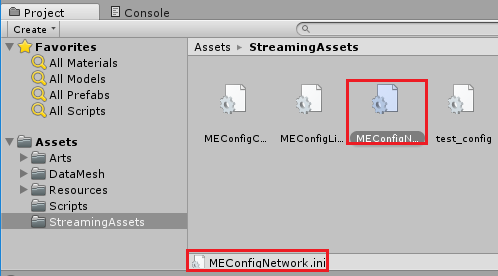 Project
Console
Create
Favorites
All Materials
All Models
All Prefabs
All Scripts
Assets
Arts
DataMesh
Resources
Scripts
StreamingAssets
Assets ▸ StreamingAssets
MEConfigC...
MEConfigLi...
MEConfigN...
test_config
MEConfigNetwork.ini